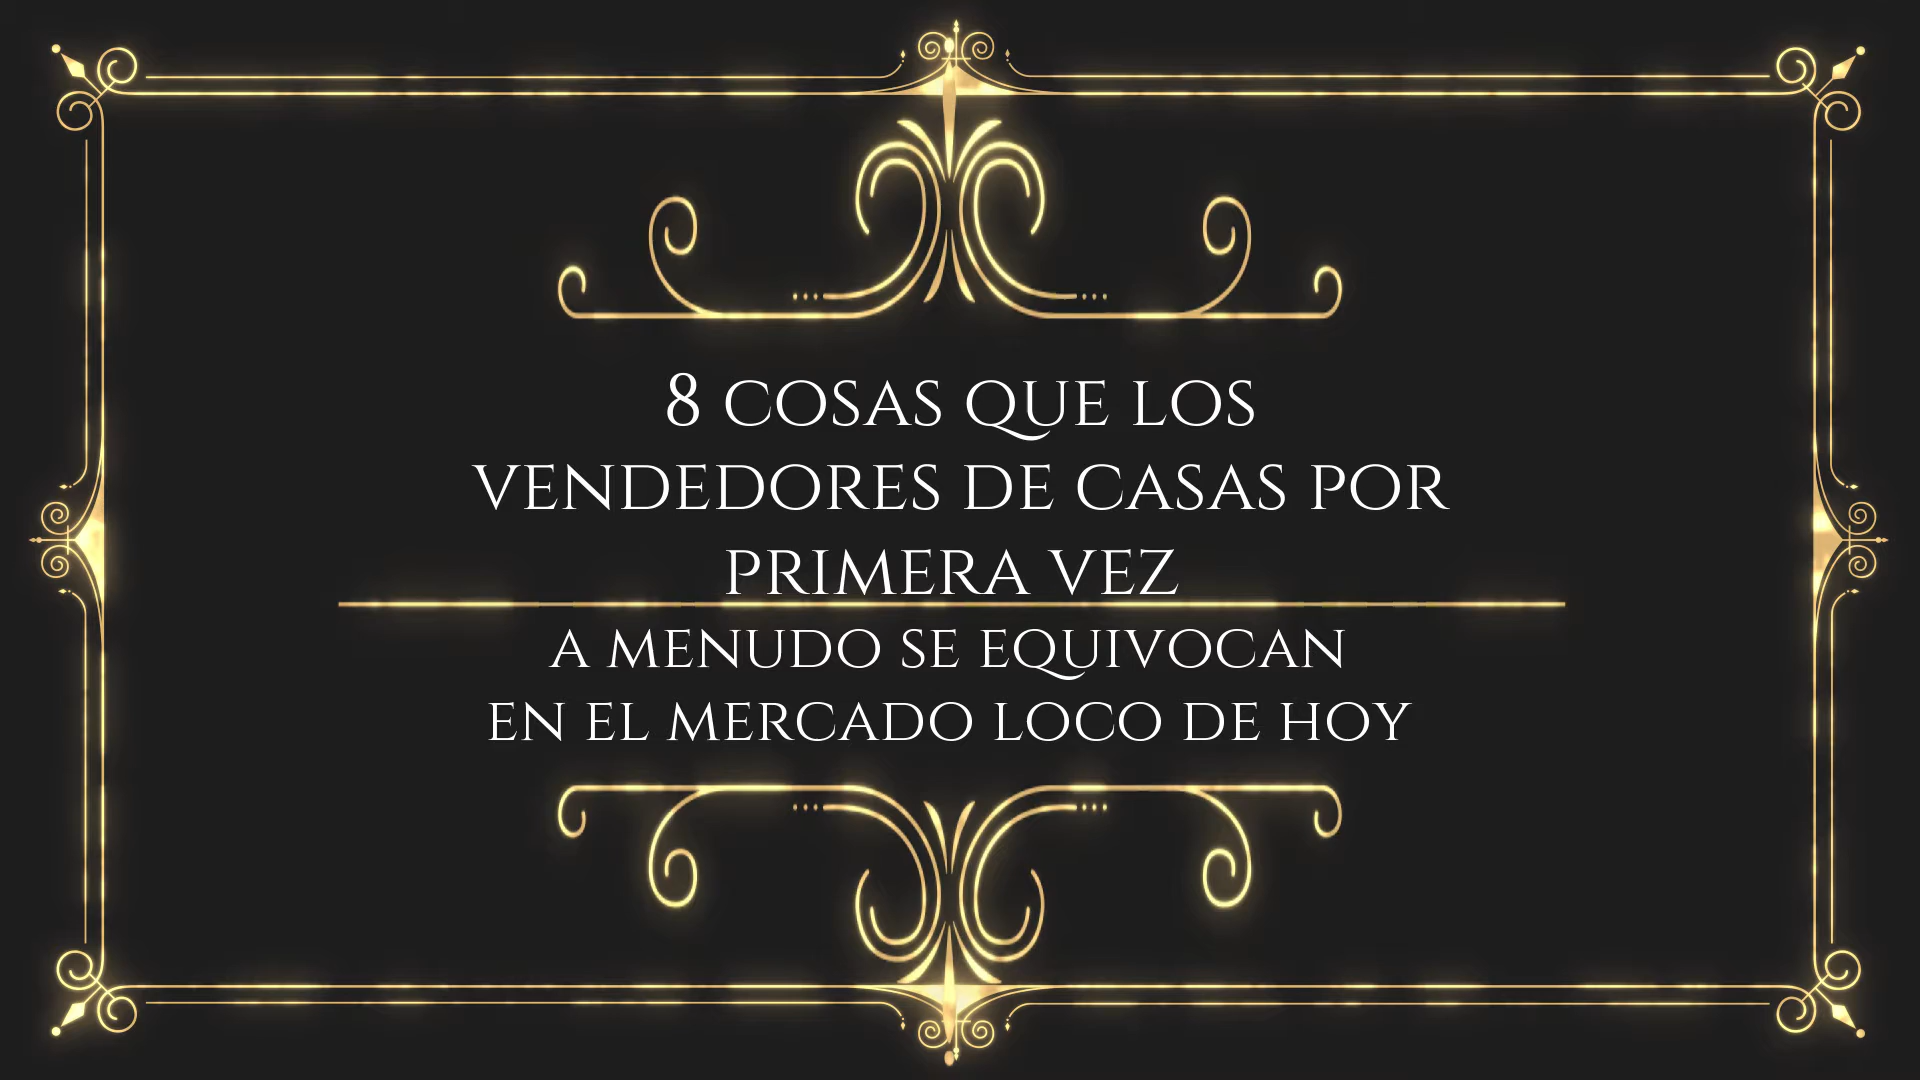 8 COSAS QUE LOS
VENDEDORES DE CASAS POR
PRIMERA VEZ
A MENUDO SE EQUIVOCAN
EN EL MERCADO LOCO DE HOY